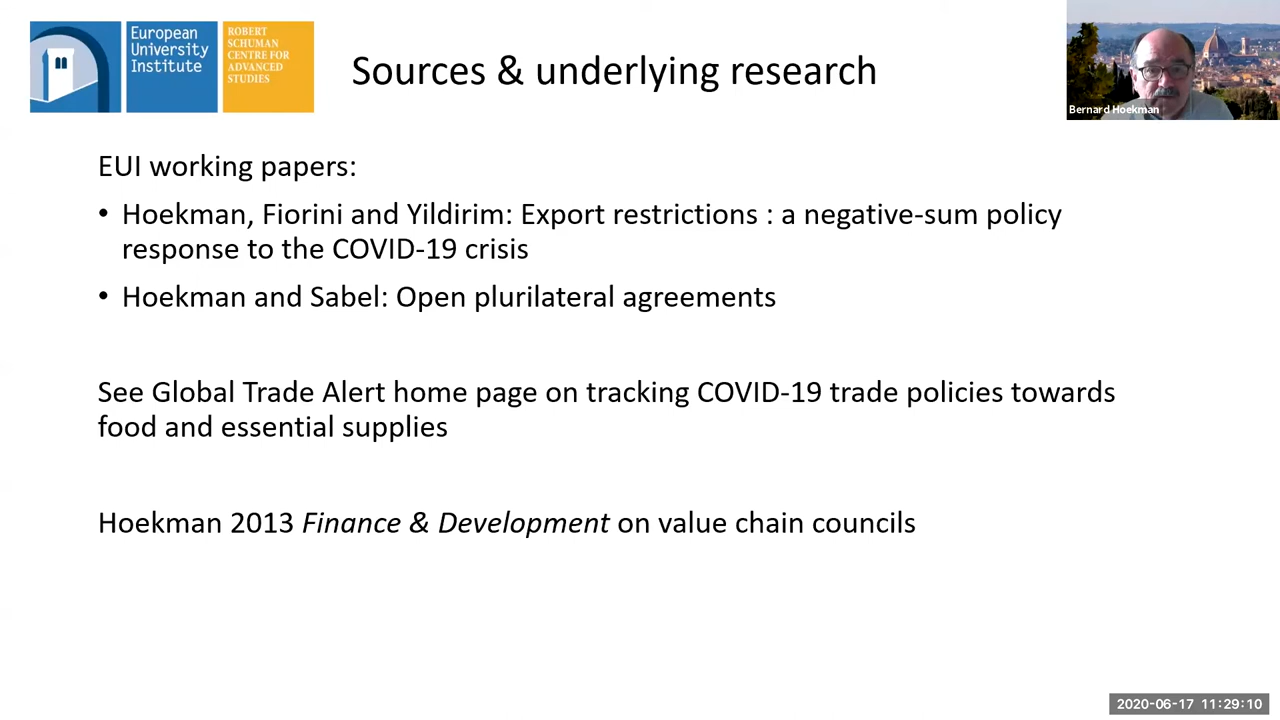 European
University
Institute
ROBERT
SCHUMAN
CENTRE FOR
ADVANCED
STUDIES
Sources & underlying research
Bernard Hoekman
EUI working papers:
• Hoekman, Fiorini and Yildirim: Export restrictions : a negative-sum policy
response to the COVID-19 crisis
• Hoekman and Sabel: Open plurilateral agreements
See Global Trade Alert home page on tracking COVID-19 trade policies towards
food and essential supplies
Hoekman 2013 Finance & Development on value chain councils
2020-06-17 11:29:10